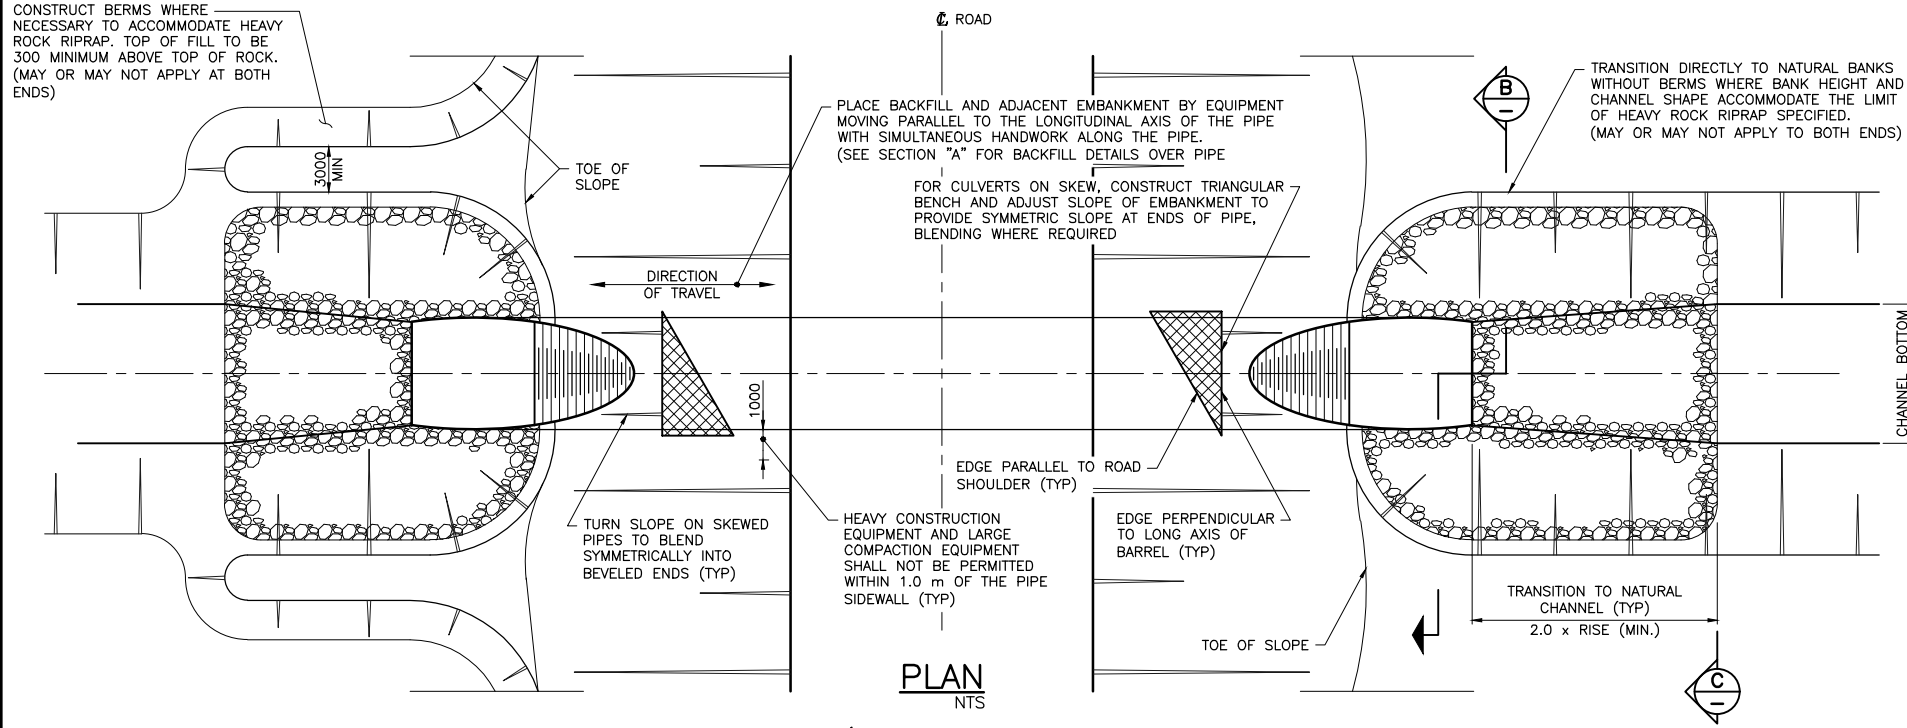 CONSTRUCT BERMS WHERE
NECESSARY TO ACCOMMODATE HEAVY
ROCK RIPRAP. TOP OF FILL TO BE
300 MINIMUM ABOVE TOP OF ROCK.
(MAY OR MAY NOT APPLY AT BOTH
ENDS)
℄ ROAD
TRANSITION DIRECTLY TO NATURAL BANKS
WITHOUT BERMS WHERE BANK HEIGHT AND
CHANNEL SHAPE ACCOMMODATE THE LIMIT
OF HEAVY ROCK RIPRAP SPECIFIED.
(MAY OR MAY NOT APPLY TO BOTH ENDS)
B
–
PLACE BACKFILL AND ADJACENT EMBANKMENT BY EQUIPMENT
MOVING PARALLEL TO THE LONGITUDINAL AXIS OF THE PIPE
WITH SIMULTANEOUS HANDWORK ALONG THE PIPE.
(SEE SECTION "A" FOR BACKFILL DETAILS OVER PIPE
3000
MIN
TOE OF
SLOPE
FOR CULVERTS ON SKEW, CONSTRUCT TRIANGULAR
BENCH AND ADJUST SLOPE OF EMBANKMENT TO
PROVIDE SYMMETRIC SLOPE AT ENDS OF PIPE,
BLENDING WHERE REQUIRED
DIRECTION
OF TRAVEL
CHANNEL BOTTOM
1000
EDGE PARALLEL TO ROAD
SHOULDER (TYP)
TURN SLOPE ON SKEWED
PIPES TO BLEND
SYMMETRICALLY INTO
BEVELED ENDS (TYP)
HEAVY CONSTRUCTION
EQUIPMENT AND LARGE
COMPACTION EQUIPMENT
SHALL NOT BE PERMITTED
WITHIN 1.0 m OF THE PIPE
SIDEWALL (TYP)
EDGE PERPENDICULAR
TO LONG AXIS OF
BARREL (TYP)
TRANSITION TO NATURAL
CHANNEL (TYP)
2.0 x RISE (MIN.)
TOE OF SLOPE
PLAN
NTS
C
–